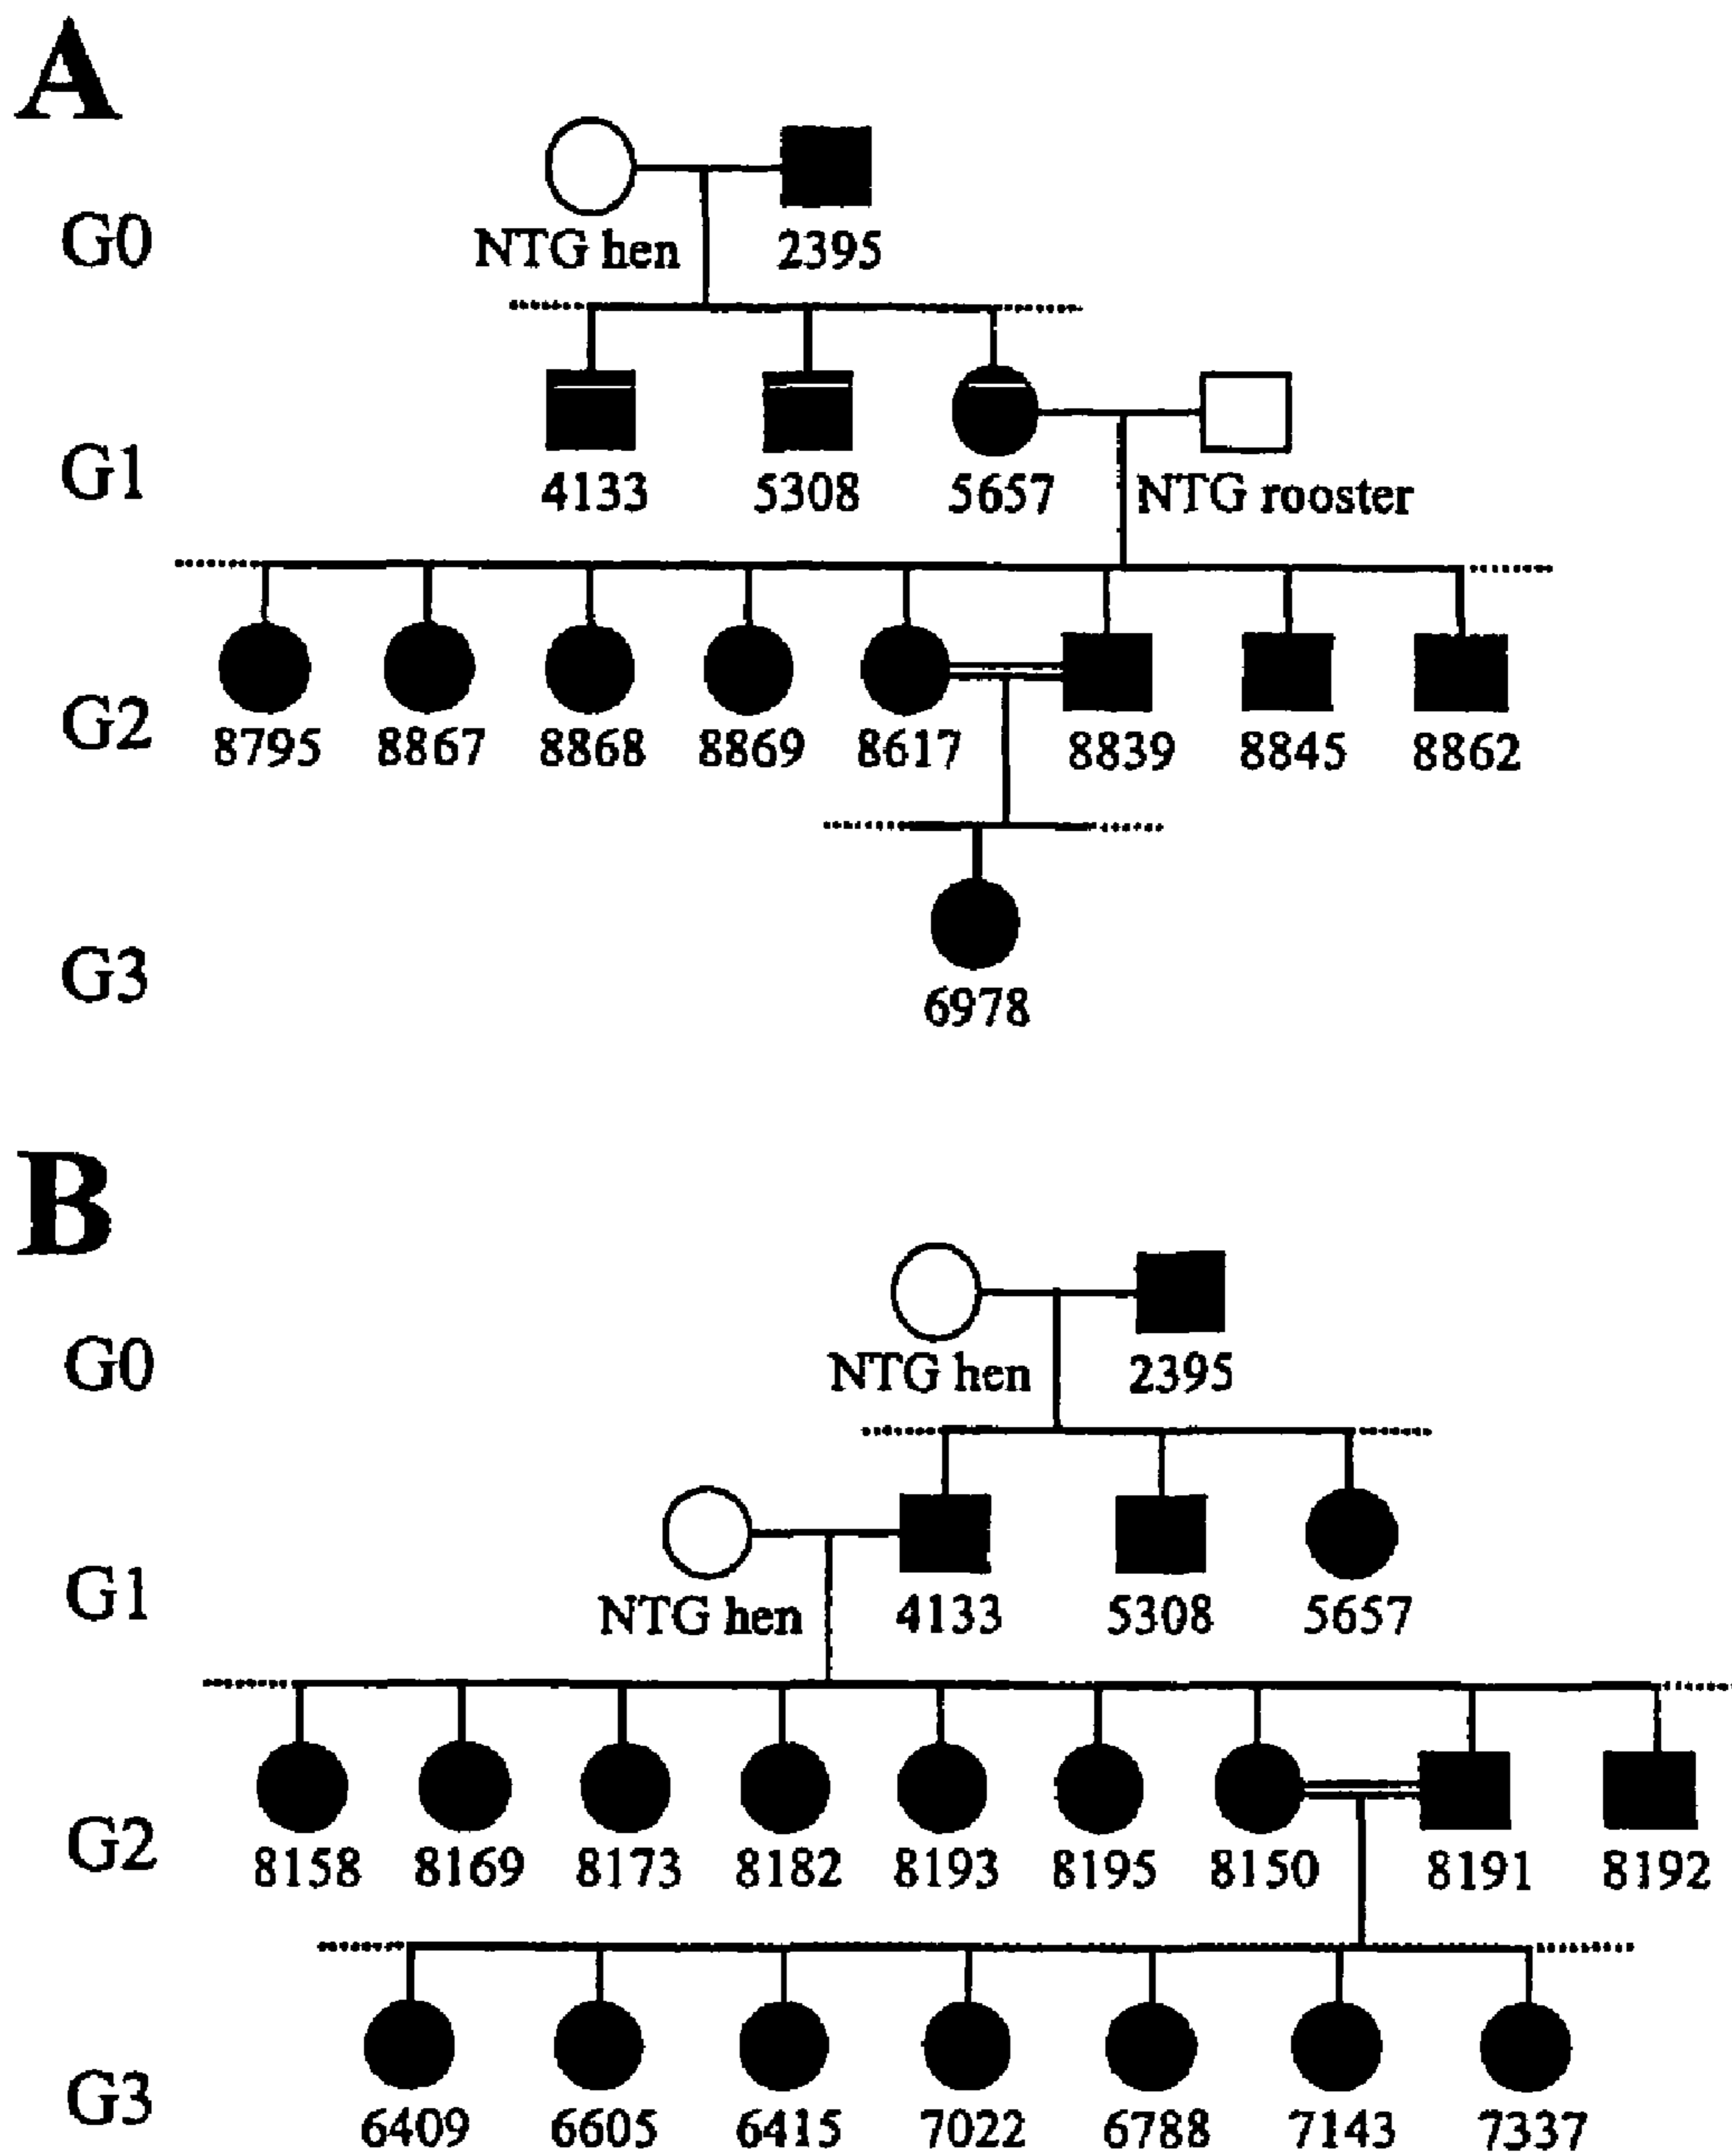 A
G0
NTG hen 2395
G1
4133 5308 5657 NTG rooster
G2
8795 8867 8868 8869 8617 8839 8845 8862
G3
6978
B
G0
NTG hen 2395
G1
NTG hen 4133 5308 5657
G2
8158 8169 8173 8182 8193 8195 8150 8191 8192
G3
6409 6605 6415 7022 6788 7143 7337